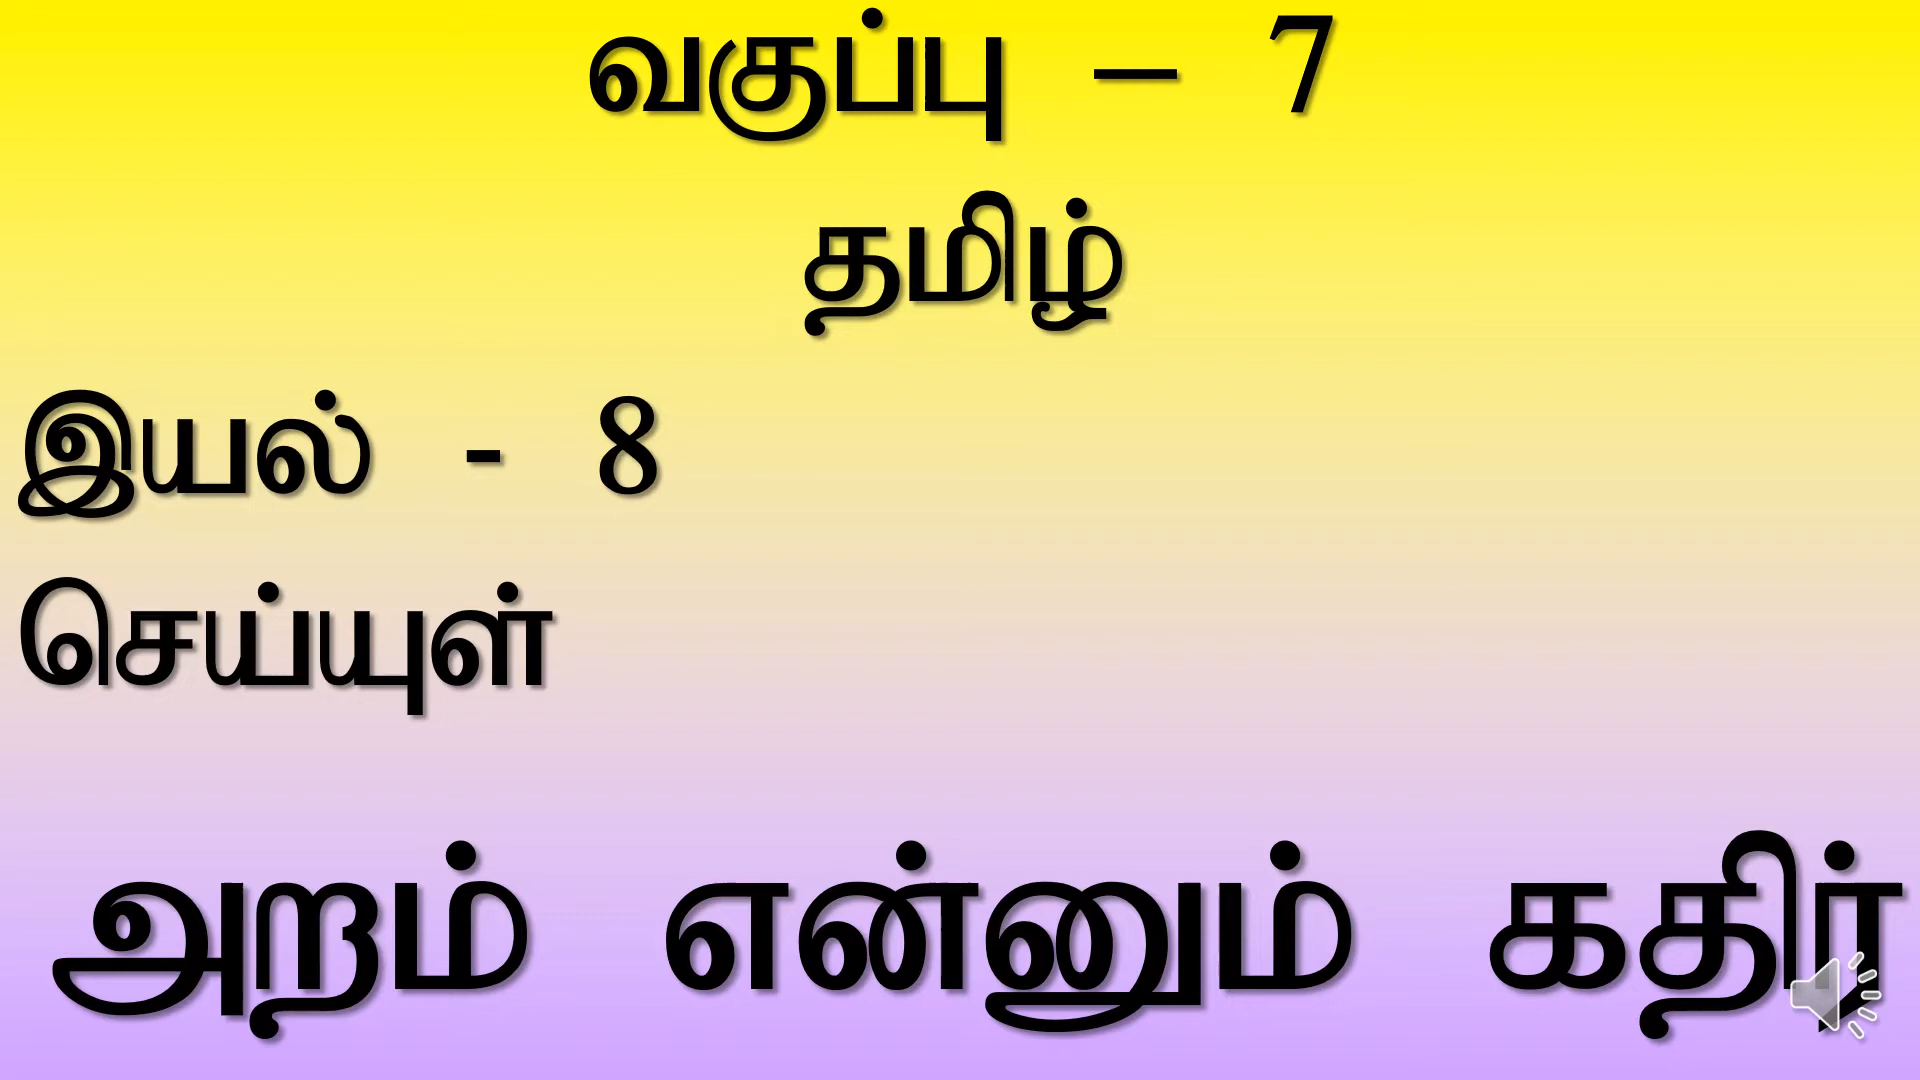 வகுப்பு – 7
தமிழ்
இயல் - 8
செய்யுள்
அறம் என்னும் கதிர்